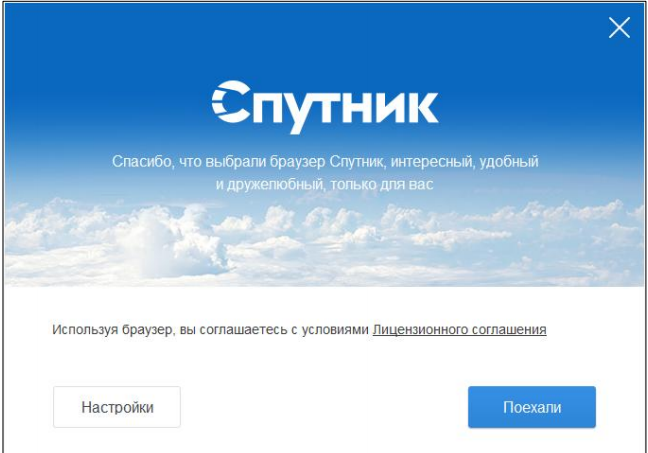 Спутник
Спасибо, что выбрали браузер Спутник, интересный, удобный
и дружелюбный, только для вас
Используя браузер, вы соглашаетесь с условиями Лицензионного соглашения
Настройки
Поехали